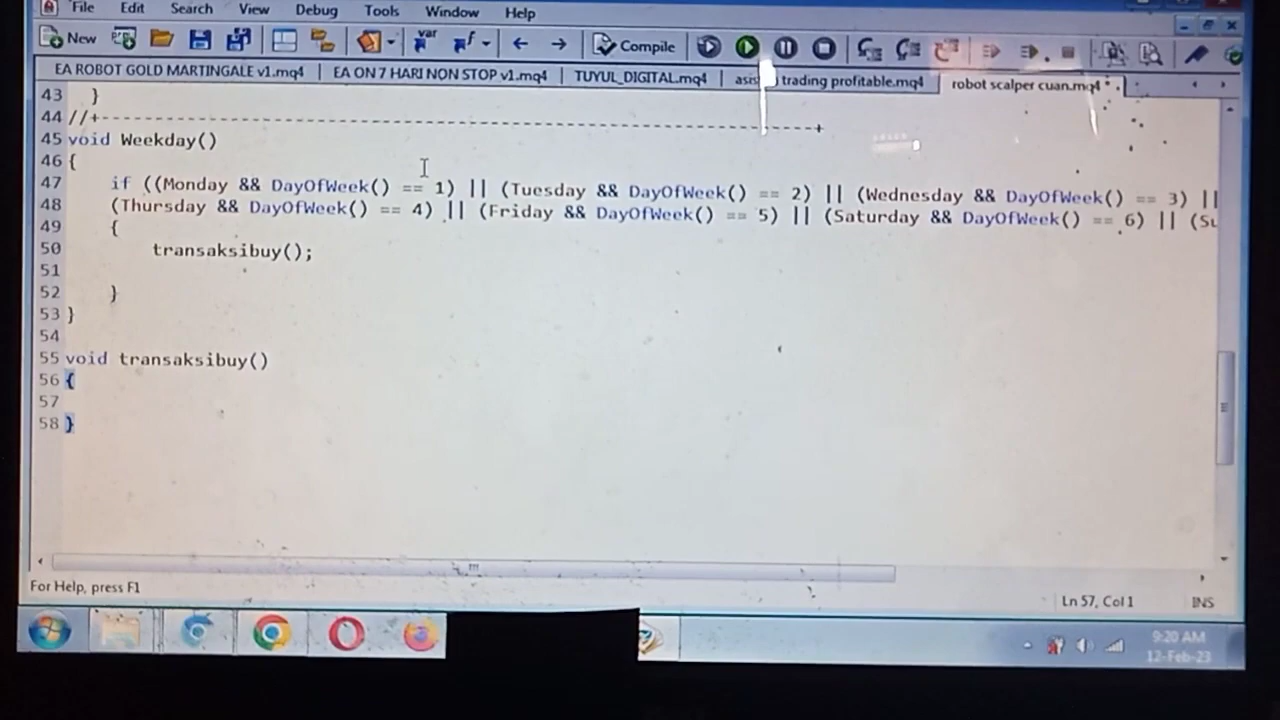 File Edit Search View Debug Tools Window Help
New Compile
EA ROBOT GOLD MARTINGALE v1.mq4 EA ON 7 HARI NON STOP v1.mq4 TUYUL_DIGITAL.mq4 trading profitable.mq4 robot scalper cuan.mq4 *
43 }
44 //+------------------------------------------------------------------+
45 void Weekday()
46 {
47 if ((Monday && DayOfWeek() == 1) || (Tuesday && DayOfWeek() == 2) || (Wednesday && DayOfWeek() == 3) ||
48 (Thursday && DayOfWeek() == 4) || (Friday && DayOfWeek() == 5) || (Saturday && DayOfWeek() == 6) || (Su
49 {
50 transaksibuy();
51
52 }
53 }
54
55 void transaksibuy()
56 {
57
58 }
For Help, press F1 Ln 57, Col 1 INS
9:20 AM
12-Feb-23